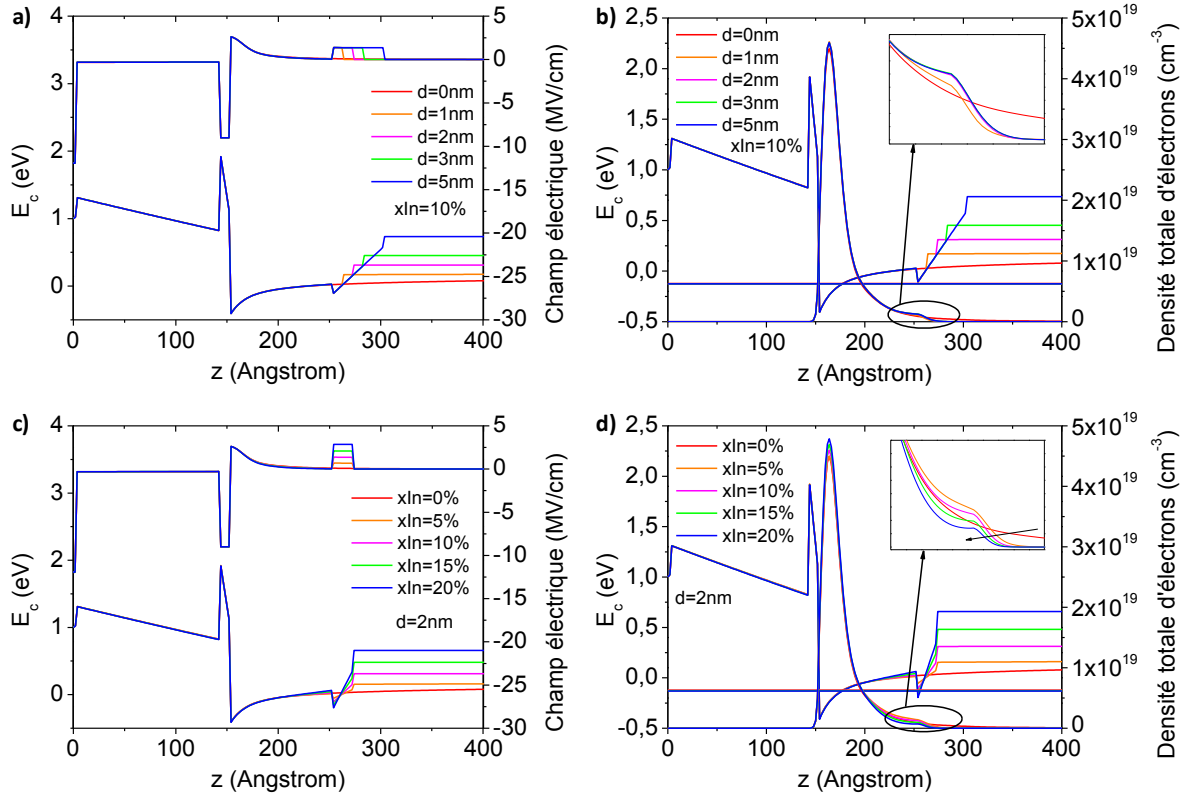 a)
4
3
2
1
0
E_c (eV)
5
0
-5
-10
-15
-20
-25
-30
Champ électrique (MV/cm)
d=0nm
d=1nm
d=2nm
d=3nm
d=5nm
xIn=10%
0 100 200 300 400
z (Angstrom)
b)
2,5
2,0
1,5
1,0
0,5
0,0
-0,5
E_c (eV)
5x10^19
4x10^19
3x10^19
2x10^19
1x10^19
0
Densité totale d'électrons (cm^-3)
d=0nm
d=1nm
d=2nm
d=3nm
d=5nm
xIn=10%
0 100 200 300 400
z (Angstrom)
c)
4
3
2
1
0
E_c (eV)
5
0
-5
-10
-15
-20
-25
-30
Champ électrique (MV/cm)
xIn=0%
xIn=5%
xIn=10%
xIn=15%
xIn=20%
d=2nm
0 100 200 300 400
z (Angstrom)
d)
2,5
2,0
1,5
1,0
0,5
0,0
-0,5
E_c (eV)
5x10^19
4x10^19
3x10^19
2x10^19
1x10^19
0
Densité totale d'électrons (cm^-3)
xIn=0%
xIn=5%
xIn=10%
xIn=15%
xIn=20%
d=2nm
0 100 200 300 400
z (Angstrom)